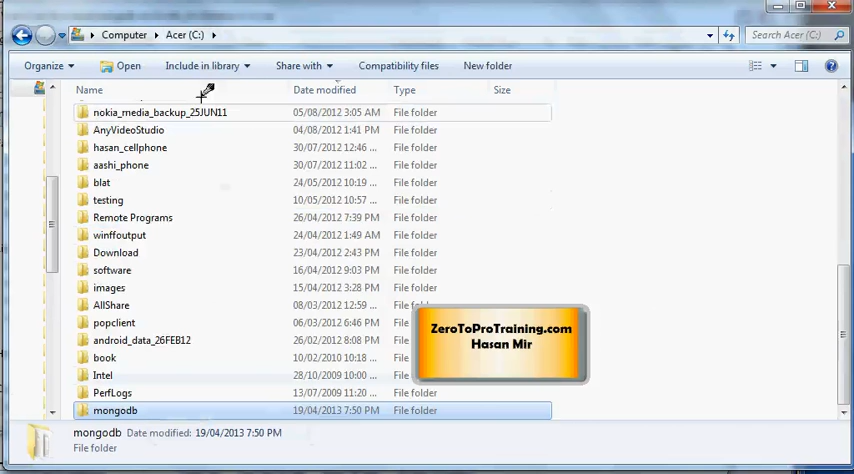 Computer Acer (C:) Search Acer (C:)
Organize Open Include in library Share with Compatibility files New folder
Name Date modified Type Size
nokia_media_backup_25JUN11 05/08/2012 3:05 AM File folder
AnyVideoStudio 04/08/2012 1:41 PM File folder
hasan_cellphone 30/07/2012 12:46 ... File folder
aashi_phone 30/07/2012 11:02 ... File folder
blat 24/05/2012 10:19 ... File folder
testing 10/05/2012 10:57 ... File folder
Remote Programs 26/04/2012 7:39 PM File folder
winffoutput 24/04/2012 1:49 AM File folder
Download 23/04/2012 2:43 PM File folder
software 16/04/2012 9:03 PM File folder
images 15/04/2012 3:28 PM File folder
AllShare 08/03/2012 12:59 ... File folder
popclient 06/03/2012 6:46 PM File
android_data_26FEB12 26/02/2012 8:08 PM File
book 10/02/2010 10:18 ... File
Intel 28/10/2009 10:00 ... File
PerfLogs 13/07/2009 11:20 ... File folder
mongodb 19/04/2013 7:50 PM File folder
ZeroToProTraining.com
Hasan Mir
mongodb Date modified: 19/04/2013 7:50 PM
File folder